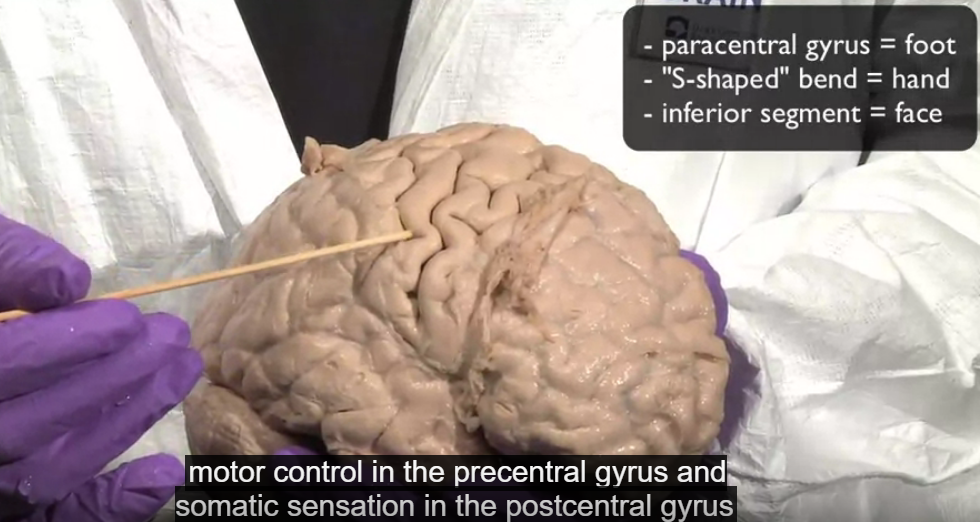 - paracentral gyrus = foot
- "S-shaped" bend = hand
- inferior segment = face
motor control in the precentral gyrus and
somatic sensation in the postcentral gyrus